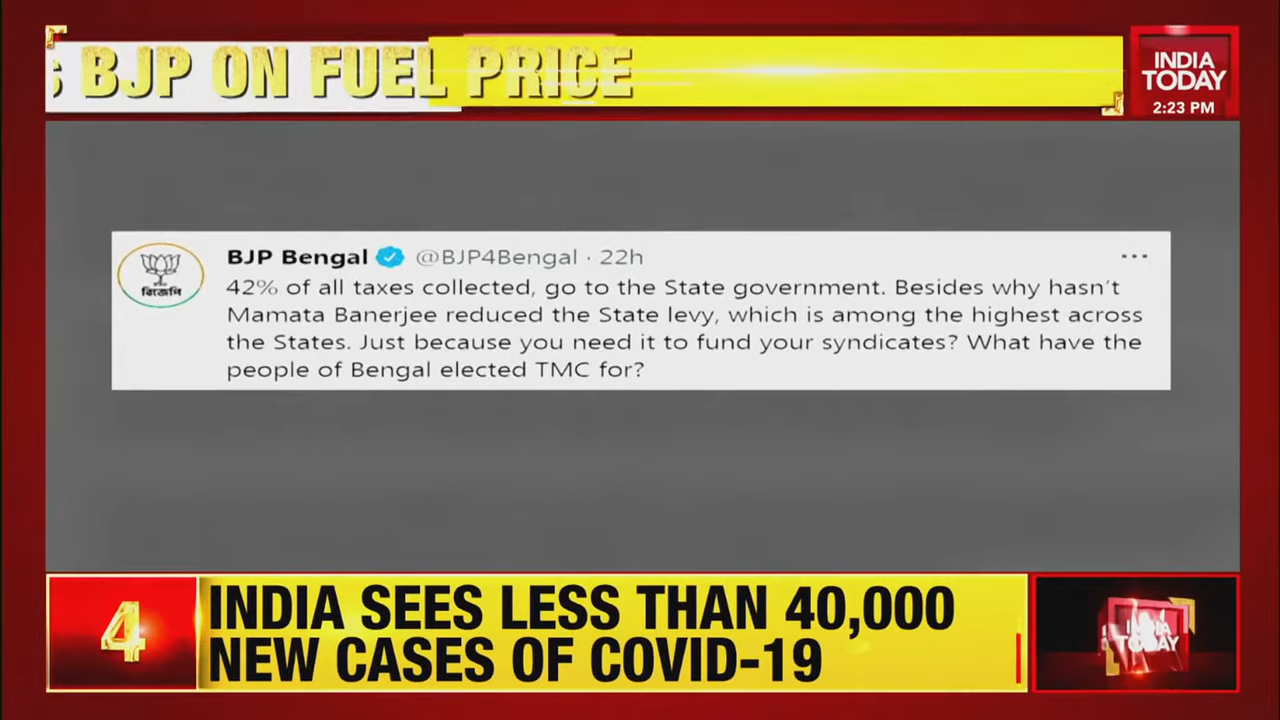 BJP ON FUEL PRICE
INDIA
TODAY
2:23 PM
BJP Bengal @BJP4Bengal · 22h
42% of all taxes collected, go to the State government. Besides why hasn't
Mamata Banerjee reduced the State levy, which is among the highest across
the States. Just because you need it to fund your syndicates? What have the
people of Bengal elected TMC for?
বিজেপি
4
INDIA SEES LESS THAN 40,000
NEW CASES OF COVID-19
INDIA
TODAY